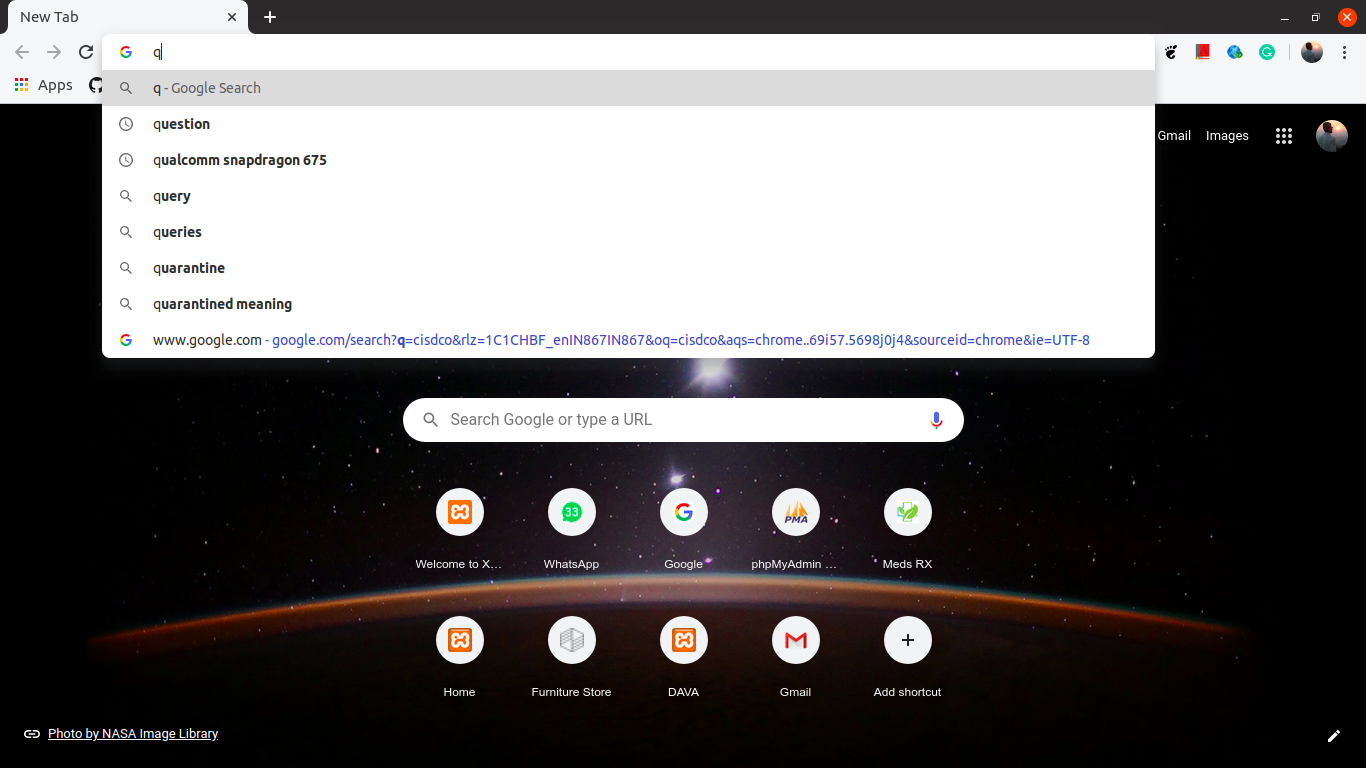 New Tab
q
Apps
q - Google Search
question
qualcomm snapdragon 675
query
queries
quarantine
quarantined meaning
www.google.com - google.com/search?q=cisdco&rlz=1C1CHBF_enIN867IN867&oq=cisdco&aqs=chrome..69i57.5698j0j4&sourceid=chrome&ie=UTF-8
Gmail Images
Search Google or type a URL
33
PMA
Welcome to X... WhatsApp Google phpMyAdmin ... Meds RX
Home Furniture Store DAVA Gmail Add shortcut
Photo by NASA Image Library